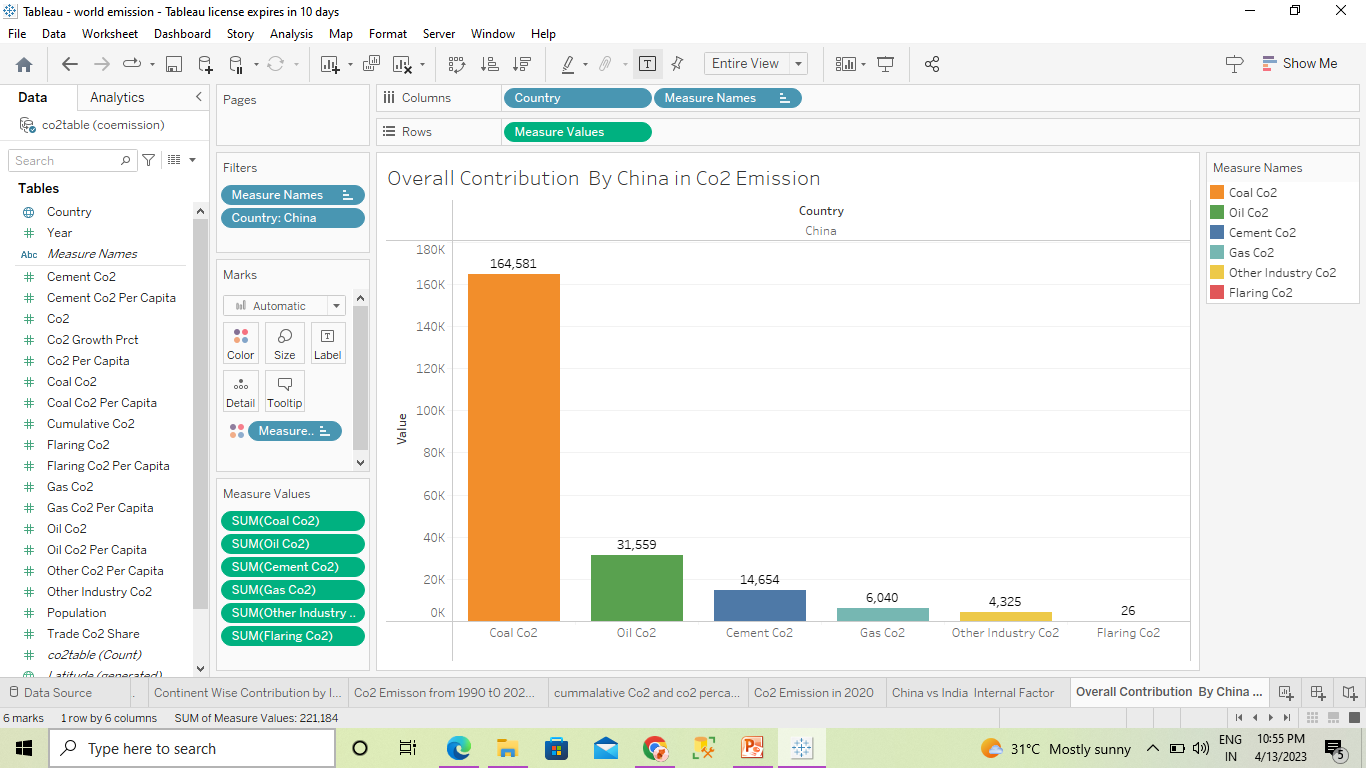 Tableau - world emission - Tableau license expires in 10 days
File Data Worksheet Dashboard Story Analysis Map Format Server Window Help
Entire View
Show Me
Data Analytics
co2table (coemission)
Search
Tables
Country
Year
Abc Measure Names
Cement Co2
Cement Co2 Per Capita
Co2
Co2 Growth Prct
Co2 Per Capita
Coal Co2
Coal Co2 Per Capita
Cumulative Co2
Flaring Co2
Flaring Co2 Per Capita
Gas Co2
Gas Co2 Per Capita
Oil Co2
Oil Co2 Per Capita
Other Co2 Per Capita
Other Industry Co2
Population
Trade Co2 Share
co2table (Count)
Latitude (generated)
Pages
Filters
Measure Names
Country: China
Marks
Automatic
Color Size Label
Detail Tooltip
Measure..
Measure Values
SUM(Coal Co2)
SUM(Oil Co2)
SUM(Cement Co2)
SUM(Gas Co2)
SUM(Other Industry ..
SUM(Flaring Co2)
Columns Country Measure Names
Rows Measure Values
Overall Contribution  By China in Co2 Emission
Country
China
180K
160K
140K
120K
100K
80K
60K
40K
20K
0K
Value
164,581
31,559
14,654
6,040
4,325
26
Coal Co2 Oil Co2 Cement Co2 Gas Co2 Other Industry Co2 Flaring Co2
Measure Names
Coal Co2
Oil Co2
Cement Co2
Gas Co2
Other Industry Co2
Flaring Co2
Data Source . Continent Wise Contribution by I... Co2 Emisson from 1990 t0 202... cummalative Co2 and co2 perca... Co2 Emission in 2020 China vs India  Internal Factor Overall Contribution  By China ...
6 marks 1 row by 6 columns SUM of Measure Values: 221,184
Type here to search
31°C Mostly sunny
ENG
IN
10:55 PM
4/13/2023
5